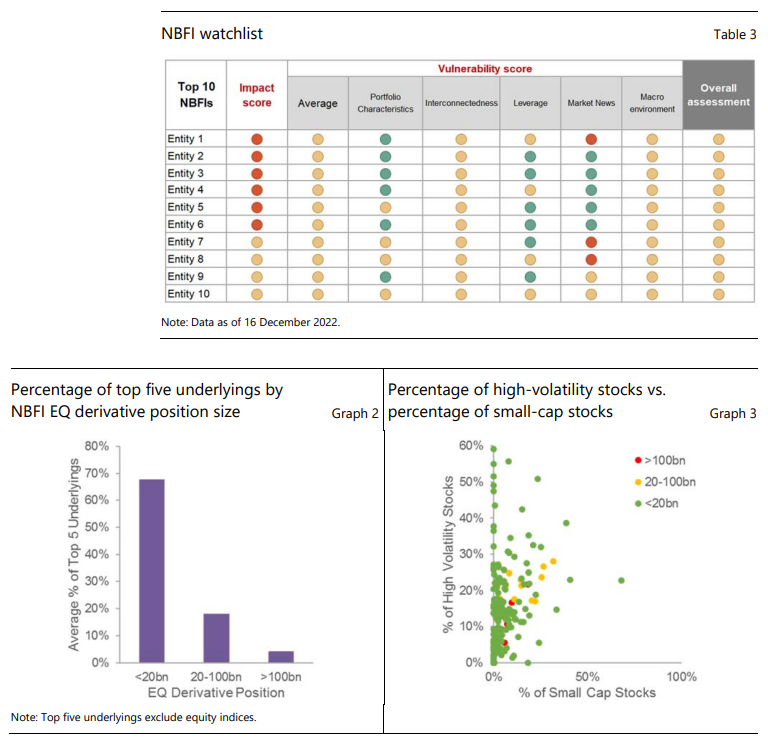 NBFI watchlist
Table 3
Vulnerability score
Top 10 NBFIs
Impact score
Average
Portfolio Characteristics
Interconnectedness
Leverage
Market News
Macro environment
Overall assessment
Entity 1
Entity 2
Entity 3
Entity 4
Entity 5
Entity 6
Entity 7
Entity 8
Entity 9
Entity 10
Note: Data as of 16 December 2022.
Percentage of top five underlyings by
NBFI EQ derivative position size
Graph 2
80%
70%
60%
50%
40%
30%
20%
10%
0%
Average % of Top 5 Underlyings
<20bn
20-100bn
>100bn
EQ Derivative Position
Note: Top five underlyings exclude equity indices.
Percentage of high-volatility stocks vs.
percentage of small-cap stocks
Graph 3
60%
50%
40%
30%
20%
10%
0%
% of High Volatility Stocks
>100bn
20-100bn
<20bn
0%
50%
100%
% of Small Cap Stocks